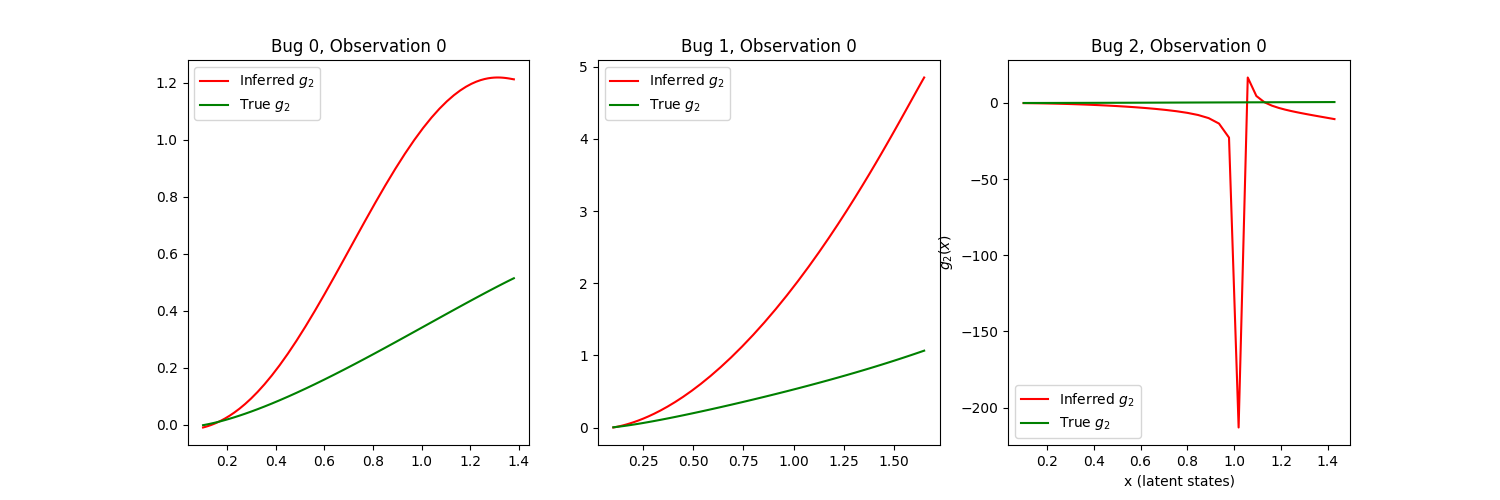 Bug 0, Observation 0
Inferred g₂
True g₂
1.2
1.0
0.8
0.6
0.4
0.2
0.0
0.2 0.4 0.6 0.8 1.0 1.2 1.4
Bug 1, Observation 0
Inferred g₂
True g₂
5
4
3
2
1
0
0.25 0.50 0.75 1.00 1.25 1.50
Bug 2, Observation 0
g₂(x)
0
−50
−100
−150
−200
Inferred g₂
True g₂
0.2 0.4 0.6 0.8 1.0 1.2 1.4
x (latent states)